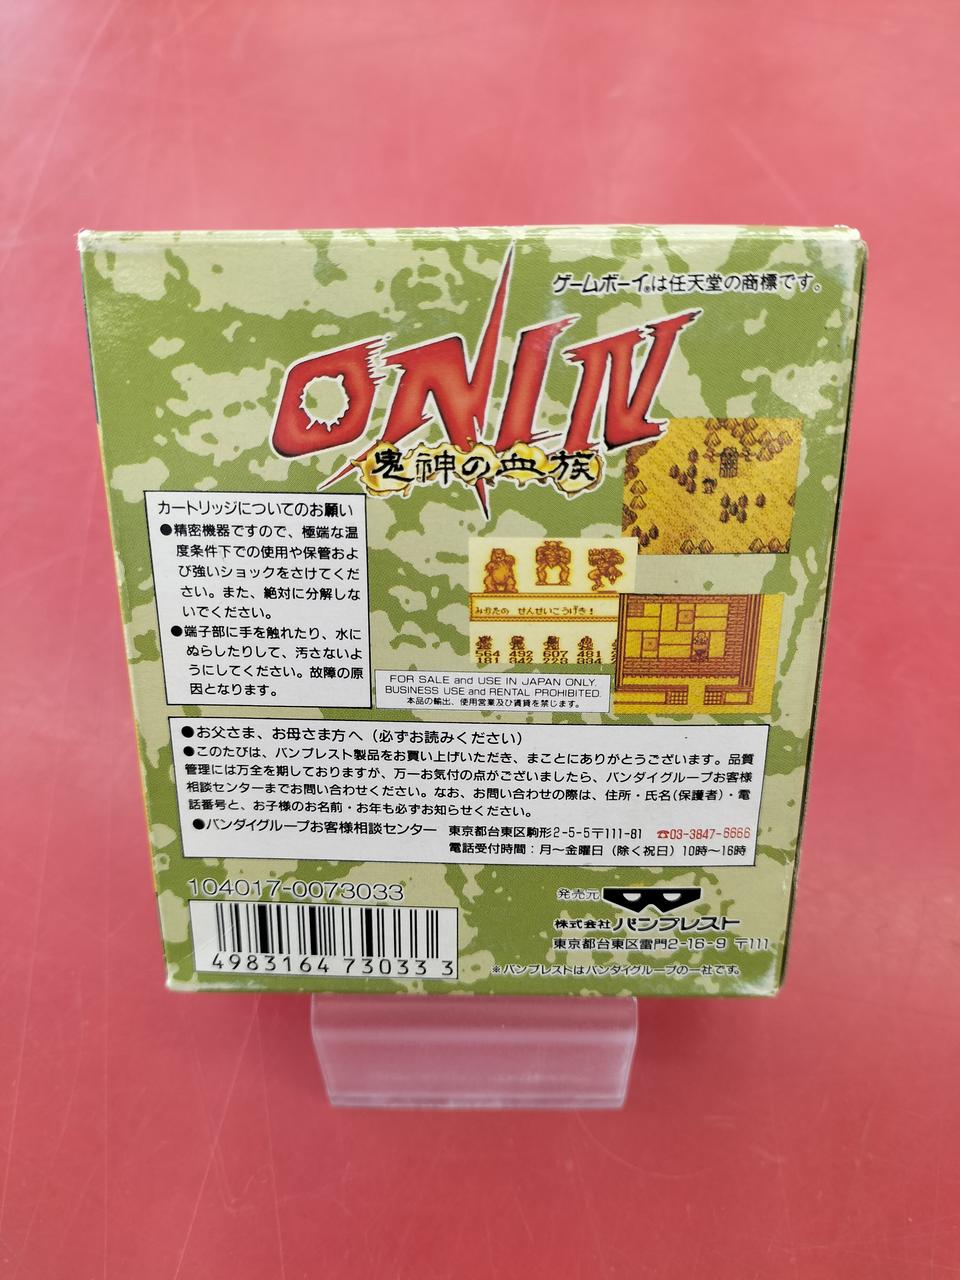 ゲームボーイ®は任天堂の商標です。
ONI IV
鬼神の血族
カートリッジについてのお願い
●精密機器ですので、極端な温
度条件下での使用や保管およ
び強いショックをさけてくだ
さい。また、絶対に分解しな
いでください。
●端子部に手を触れたり、水に
ぬらしたりして、汚さないよ
うにしてください。故障の原
因となります。
みかたの せんせいこうげき!
564 492 607 481
181 342 228
FOR SALE and USE IN JAPAN ONLY.
BUSINESS USE and RENTAL PROHIBITED.
本品の輸出、使用営業及び賃貸を禁じます。
●お父さま、お母さま方へ(必ずお読みください)
●このたびは、バンプレスト製品をお買い上げいただき、まことにありがとうございます。品質
管理には万全を期しておりますが、万一お気付の点がございましたら、バンダイグループお客様
相談センターまでお問い合わせください。なお、お問い合わせの際は、住所・氏名(保護者)・電
話番号と、お子様のお名前・お年も必ずお知らせください。
●バンダイグループお客様相談センター 東京都台東区駒形2-5-5〒111-81 ☎03-3847-6666
電話受付時間:月〜金曜日(除く祝日)10時〜16時
104017-0073033
4983164 73033 3
発売元
株式会社バンプレスト
東京都台東区雷門2-16-9 〒111
※バンプレストはバンダイグループの一社です。